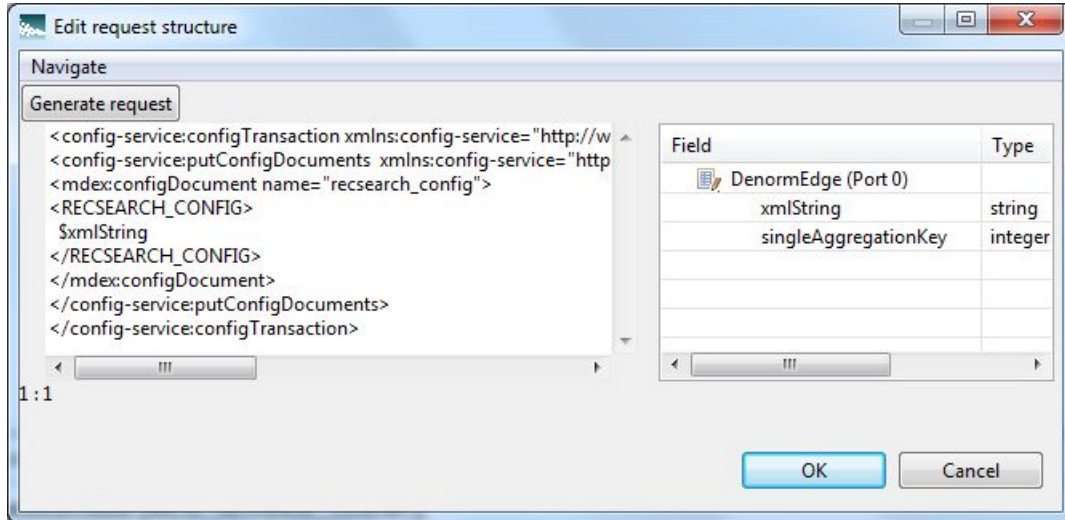 Edit request structure
Navigate
Generate request
<config-service:configTransaction xmlns:config-service="http://w
<config-service:putConfigDocuments xmlns:config-service="http
<mdex:configDocument name="recsearch_config">
<RECSEARCH_CONFIG>
$xmlString
</RECSEARCH_CONFIG>
</mdex:configDocument>
</config-service:putConfigDocuments>
</config-service:configTransaction>
Field Type
DenormEdge (Port 0)
xmlString string
singleAggregationKey integer
1:1
OK Cancel